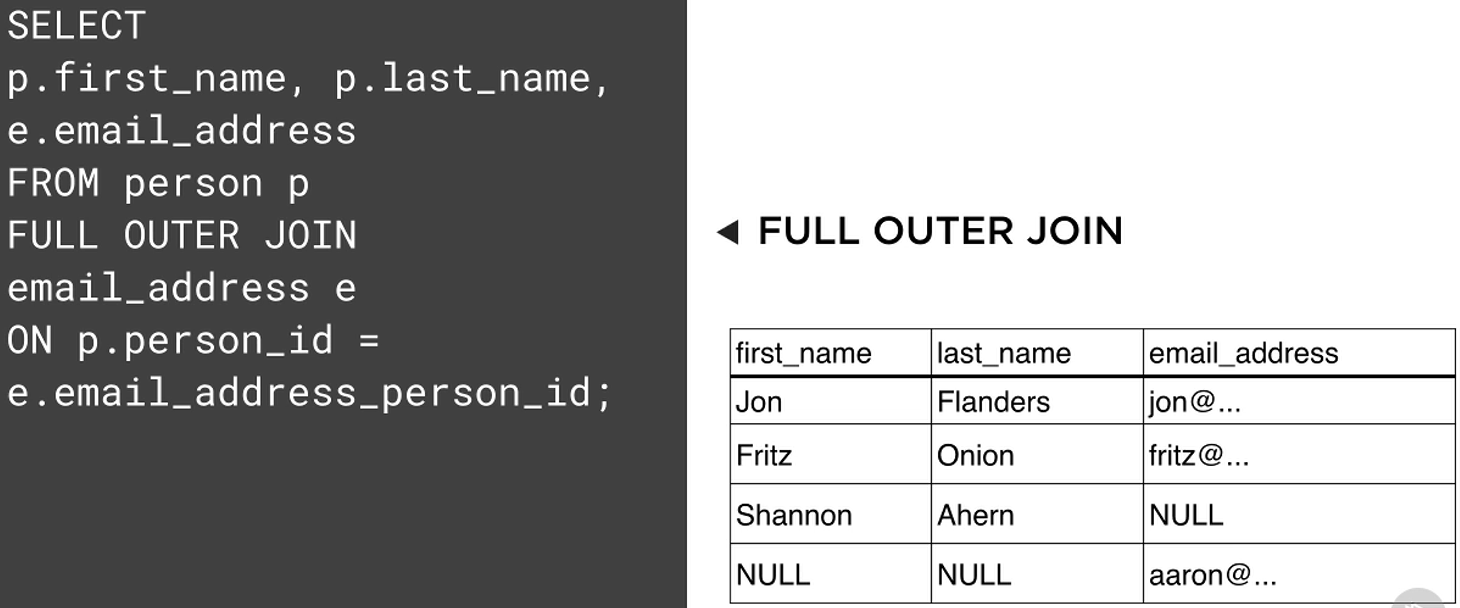 SELECT
p.first_name, p.last_name,
e.email_address
FROM person p
FULL OUTER JOIN
email_address e
ON p.person_id =
e.email_address_person_id;
FULL OUTER JOIN
first_name last_name email_address
Jon Flanders jon@...
Fritz Onion fritz@...
Shannon Ahern NULL
NULL NULL aaron@...